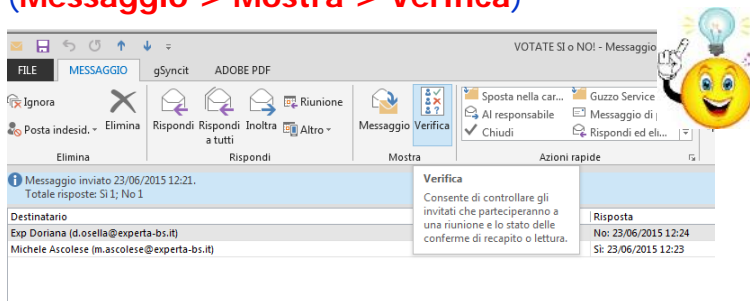 (Messaggio > Mostra > Verifica)
VOTATE SI o NO! - Messaggio
FILE MESSAGGIO gSyncit ADOBE PDF
Ignora
Posta indesid.
Elimina
Rispondi Rispondi a tutti Inoltra
Riunione
Altro
Messaggio Verifica
Sposta nella car...
Al responsabile
Chiudi
Guzzo Service
Messaggio di
Rispondi ed el...
Elimina Rispondi Mostra Azioni rapide
Messaggio inviato 23/06/2015 12:21.
Totale risposte: Sì 1; No 1
Verifica
Consente di controllare gli
invitati che parteciperanno a
una riunione e lo stato delle
conferme di recapito o lettura.
Destinatario Risposta
Exp Doriana (d.osella@experta-bs.it) No: 23/06/2015 12:24
Michele Ascolese (m.ascolese@experta-bs.it) Sì: 23/06/2015 12:23